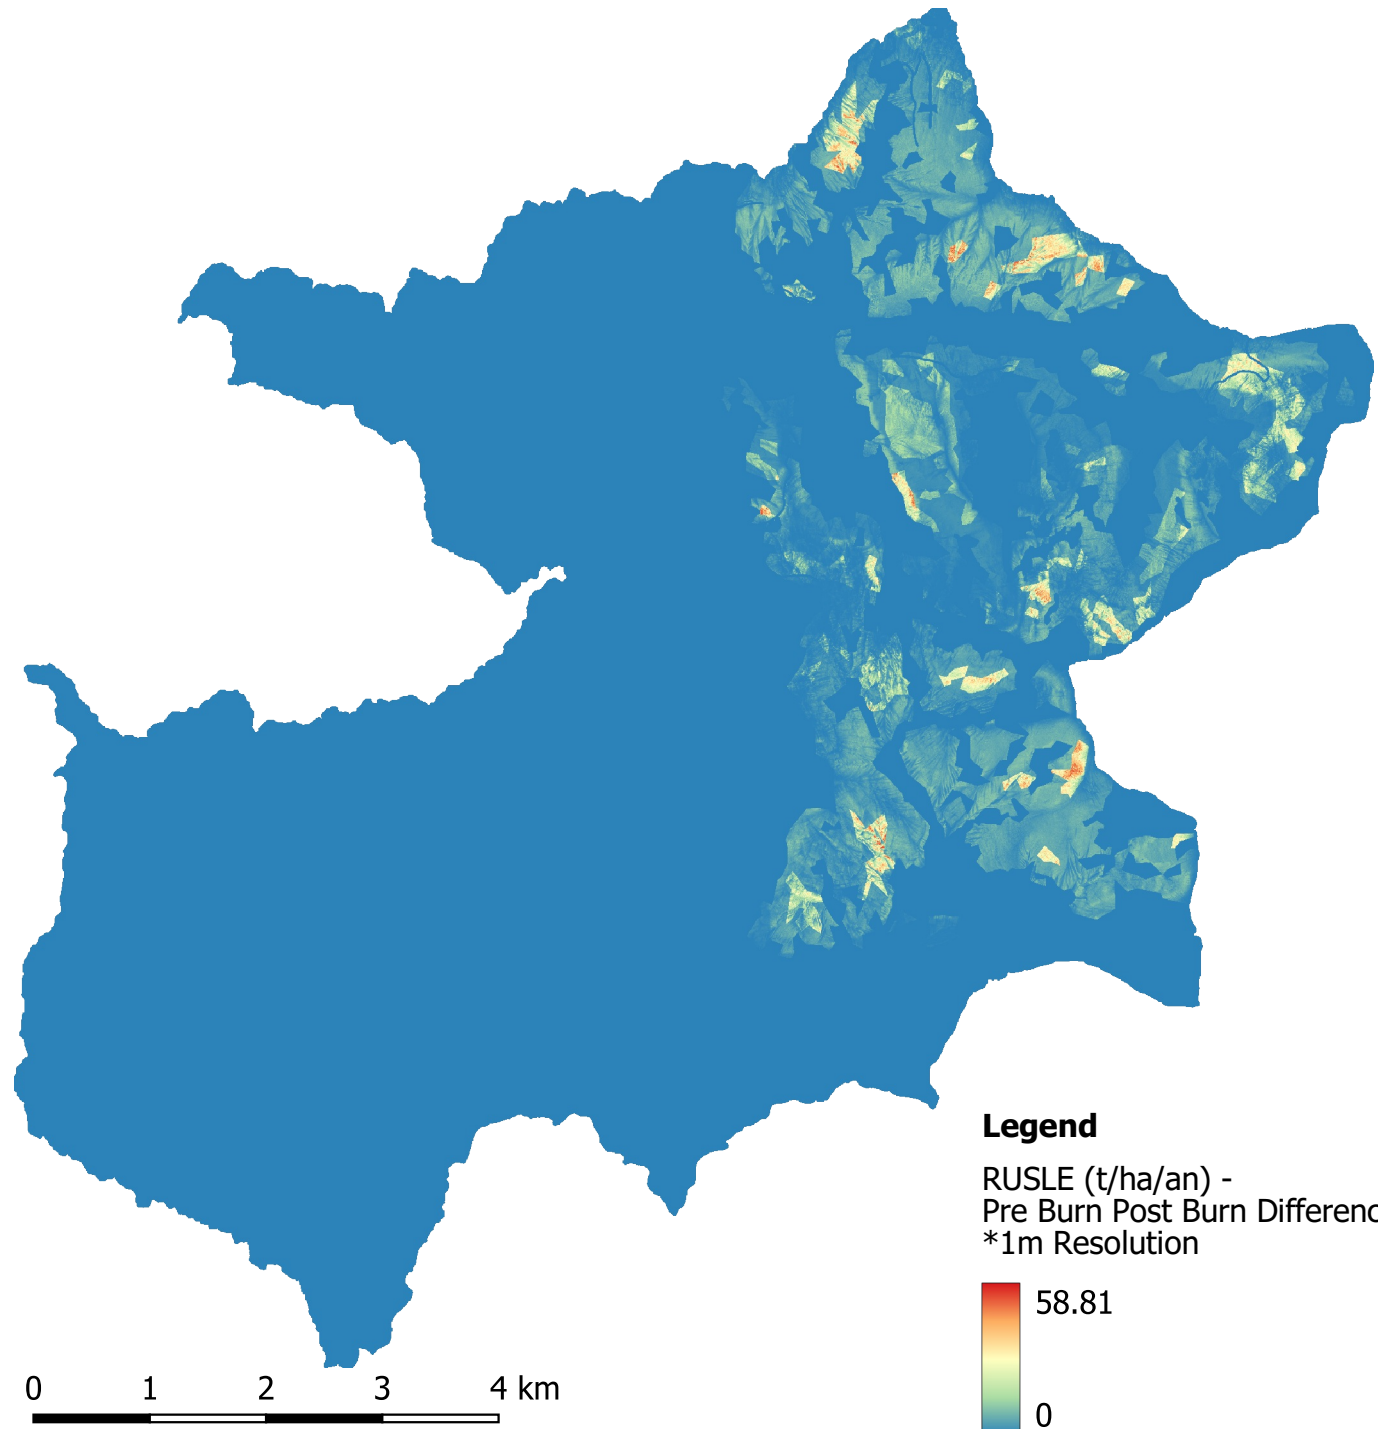 Legend
RUSLE (t/ha/an) -
Pre Burn Post Burn Differenc
*1m Resolution
58.81
0
0 1 2 3 4 km